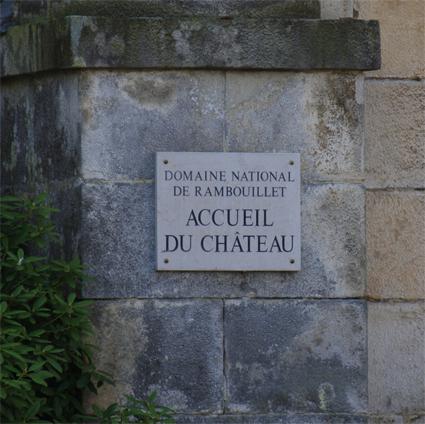 DOMAINE NATIONAL
DE RAMBOUILLET
ACCUEIL
DU CHÂTEAU